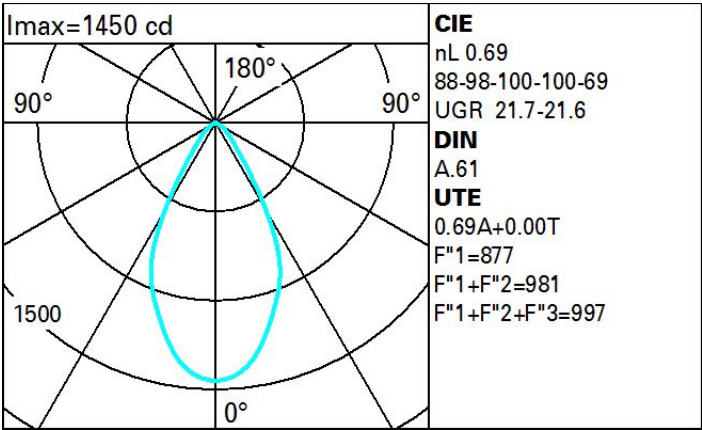 Imax=1450 cd
180°
90°
90°
1500
0°
CIE
nL 0.69
88-98-100-100-69
UGR 21.7-21.6
DIN
A.61
UTE
0.69A+0.00T
F"1=877
F"1+F"2=981
F"1+F"2+F"3=997